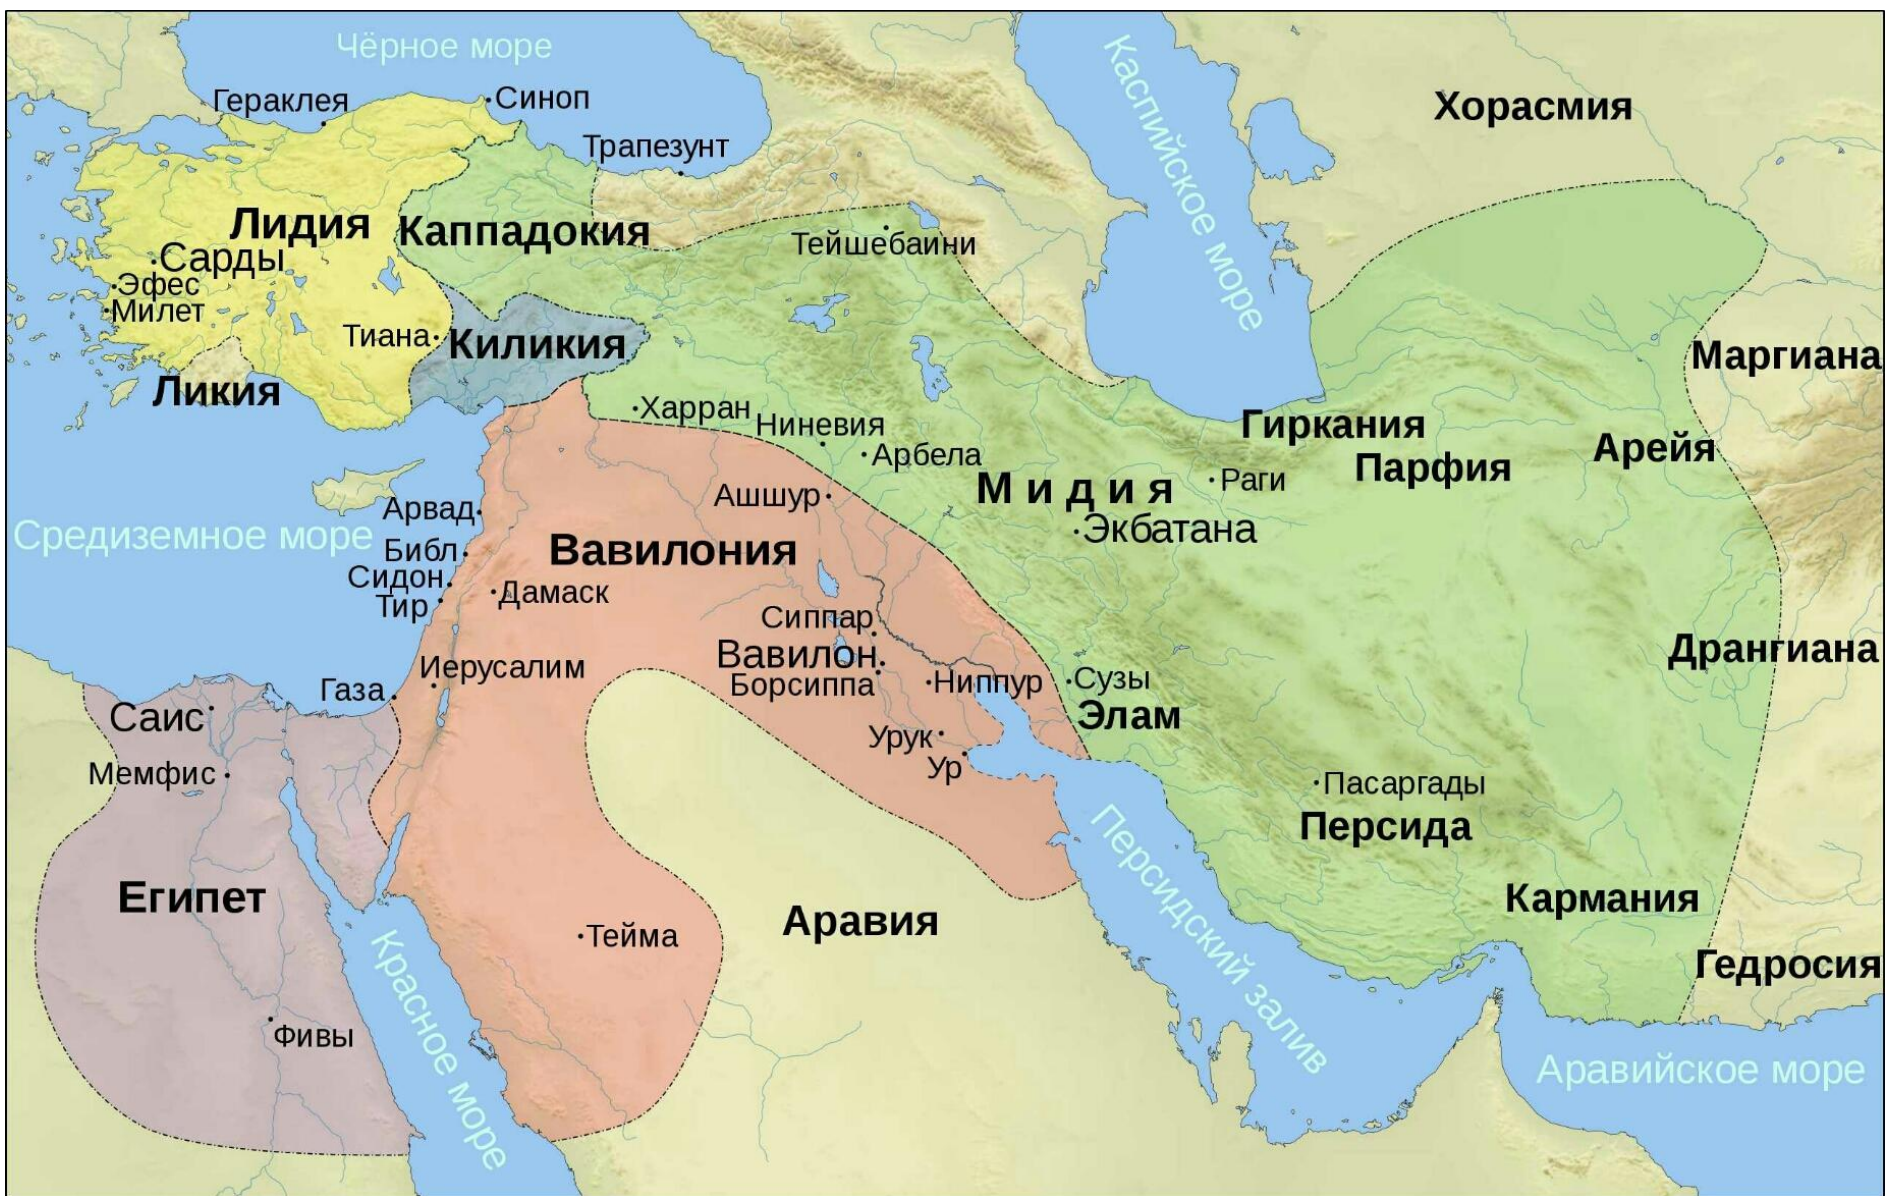 Чёрное море
Каспийское море
Гераклея
Синоп
Хорасмия
Трапезунт
Лидия
Каппадокия
Тейшебаини
Сарды
Эфес
Милет
Тиана
Киликия
Ликия
Маргиана
Харран
Ниневия
Арбела
Гиркания
Парфия
Арейя
Мидия
Раги
Ашшур
Арвад
Экбатана
Средиземное море
Библ
Вавилония
Сидон
Тир
Дамаск
Сиппар
Вавилон
Дрангиана
Иерусалим
Борсиппа
Ниппур
Сузы
Газа
Элам
Саис
Урук
Ур
Мемфис
Пасаргады
Персида
Персидский залив
Египет
Кармания
Аравия
Тейма
Гедросия
Красное море
Фивы
Аравийское море